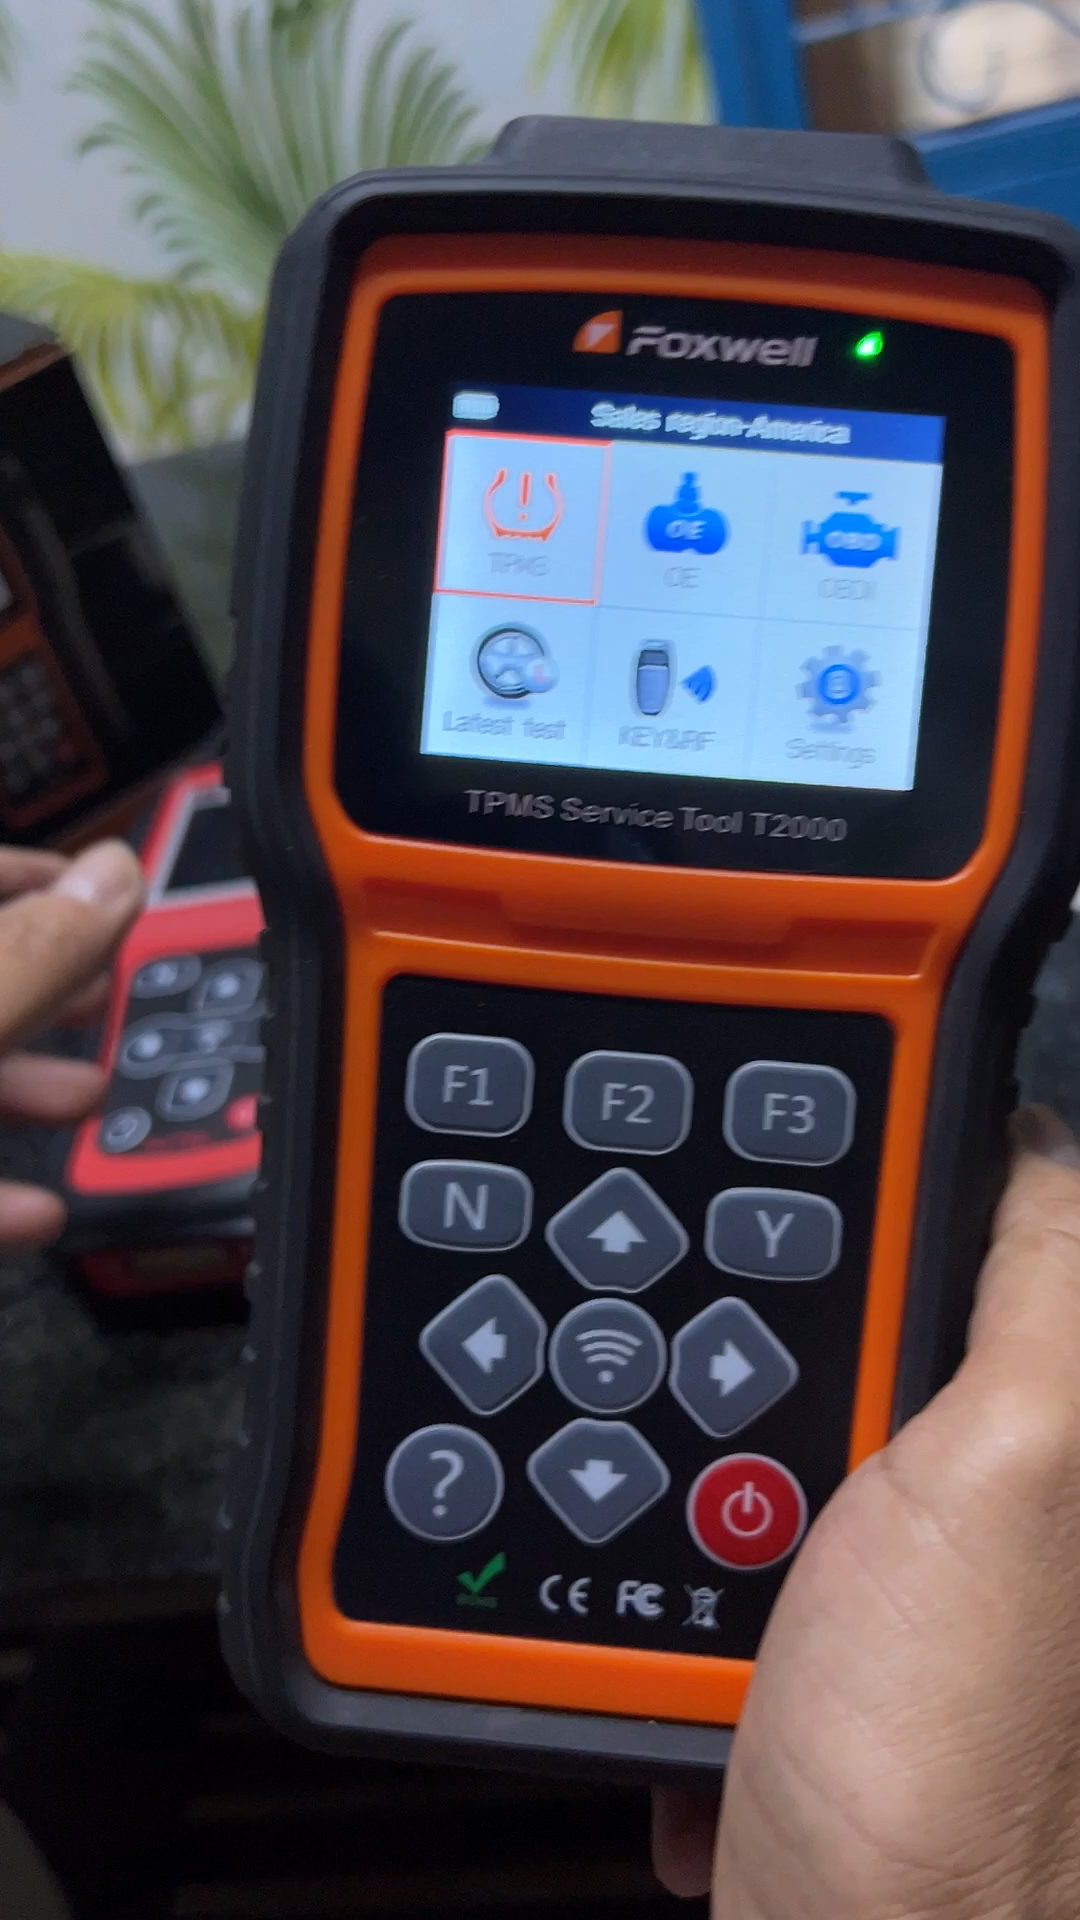 Foxwell
Sales region-America
TPMS
OE
OE
OBD
OBDII
Latest test
KEY&RF
Settings
TPMS Service Tool T2000
F1
F2
F3
N
Y
?
CE FC